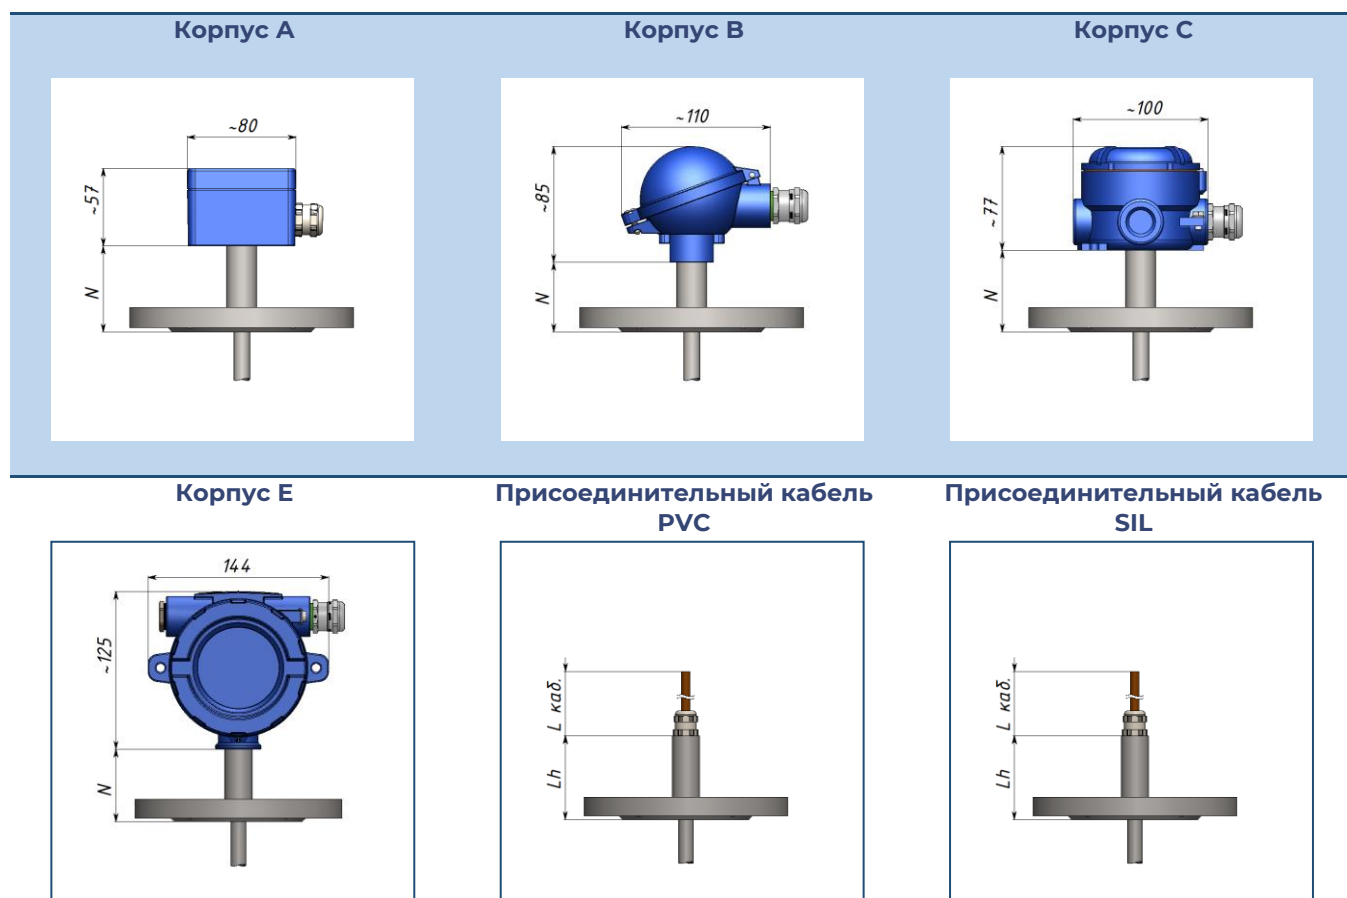 Корпус A
Корпус B
Корпус C
~80
~57
N
~110
~85
N
~100
~77
N
Корпус E
Присоединительный кабель
PVC
Присоединительный кабель
SIL
144
~125
N
L каб.
Lh
L каб.
Lh